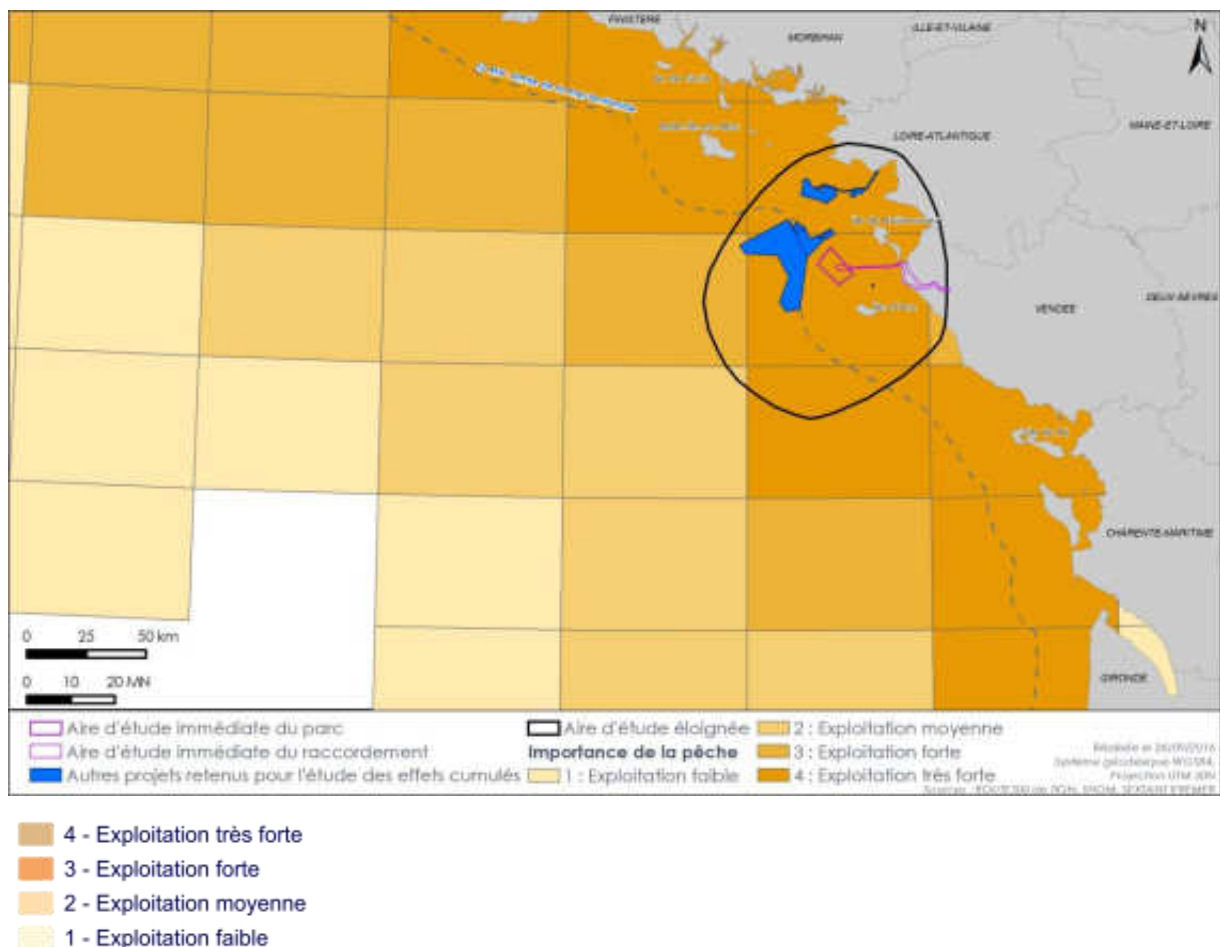 FINISTERE
MORBIHAN
ILLE-ET-VILAINE
N
MAINE-ET-LOIRE
LOIRE-ATLANTIQUE
DEUX-SEVRES
VENDEE
CHARENTE-MARITIME
GIRONDE
0 25 50 km
0 10 20 MN
Aire d'étude immédiate du parc
Aire d'étude immédiate du raccordement
Autres projets retenus pour l'étude des effets cumulés
Aire d'étude éloignée
Importance de la pêche
1 : Exploitation faible
2 : Exploitation moyenne
3 : Exploitation forte
4 : Exploitation très forte
4 - Exploitation très forte
3 - Exploitation forte
2 - Exploitation moyenne
1 - Exploitation faible